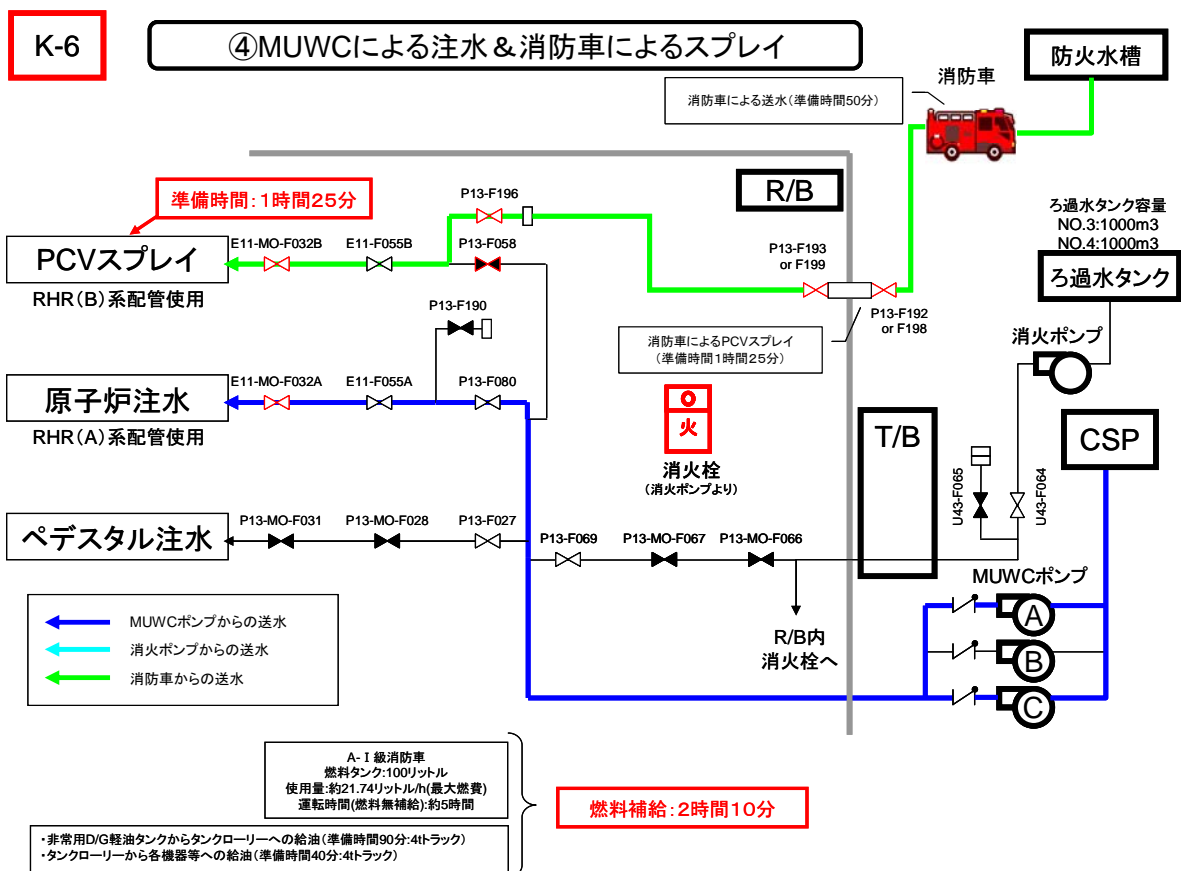 K-6
④MUWCによる注水＆消防車によるスプレイ
防火水槽
消防車
消防車による送水(準備時間50分)
R/B
準備時間：1時間25分
P13-F196
ろ過水タンク容量
NO.3:1000m3
NO.4:1000m3
PCVスプレイ
E11-MO-F032B
E11-F055B
P13-F058
P13-F193
or F199
ろ過水タンク
RHR(B)系配管使用
P13-F190
P13-F192
or F198
消火ポンプ
消防車によるPCVスプレイ
(準備時間1時間25分)
原子炉注水
E11-MO-F032A
E11-F055A
P13-F080
RHR(A)系配管使用
火
消火栓
(消火ポンプより)
T/B
CSP
U43-F065
U43-F064
ペデスタル注水
P13-MO-F031
P13-MO-F028
P13-F027
P13-F069
P13-MO-F067
P13-MO-F066
MUWCポンプ
R/B内
消火栓へ
A
B
C
MUWCポンプからの送水
消火ポンプからの送水
消防車からの送水
A-Ⅰ級消防車
燃料タンク:100リットル
使用量:約21.74リットル/h(最大燃費)
運転時間(燃料無補給):約5時間
燃料補給：2時間10分
・非常用D/G軽油タンクからタンクローリーへの給油(準備時間90分:4tトラック)
・タンクローリーから各機器等への給油(準備時間40分:4tトラック)